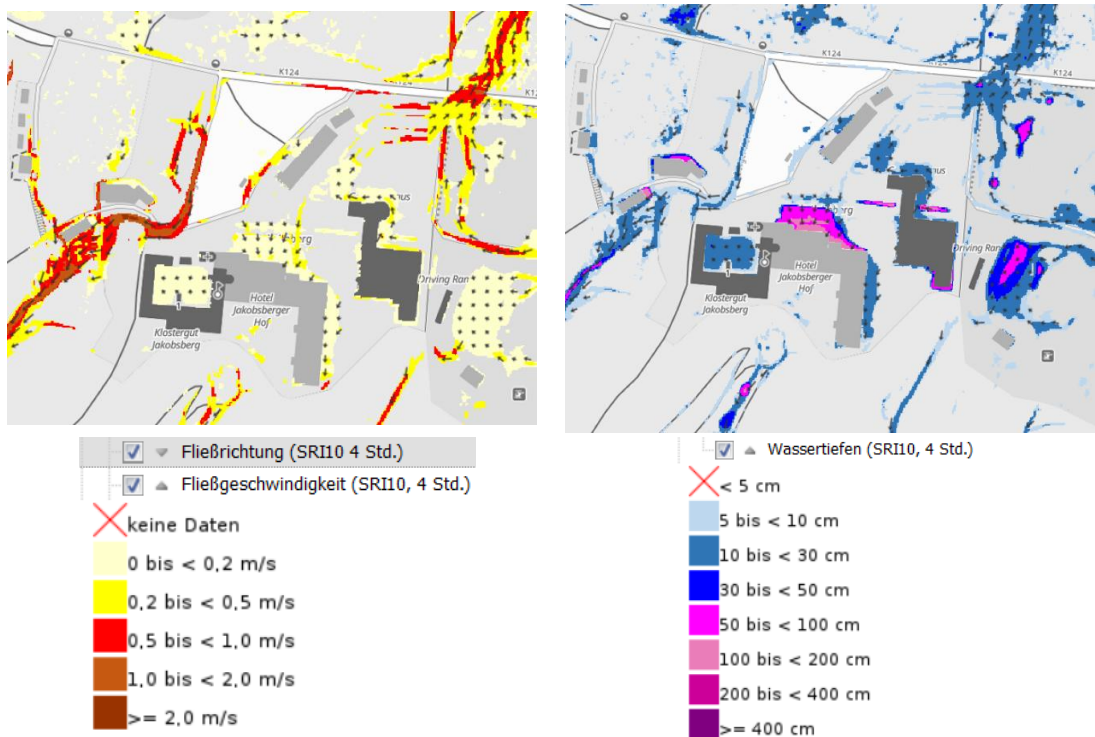 K124
Driving Ran
Hotel
Jakobsberger
Hof
Klostergut
Jakobsberg
K124
Driving Ran
Hotel
Jakobsberger
Hof
Klostergut
Jakobsberg
Fließrichtung (SRI10 4 Std.)
Fließgeschwindigkeit (SRI10, 4 Std.)
keine Daten
0 bis < 0,2 m/s
0,2 bis < 0,5 m/s
0,5 bis < 1,0 m/s
1,0 bis < 2,0 m/s
>= 2,0 m/s
Wassertiefen (SRI10, 4 Std.)
< 5 cm
5 bis < 10 cm
10 bis < 30 cm
30 bis < 50 cm
50 bis < 100 cm
100 bis < 200 cm
200 bis < 400 cm
>= 400 cm